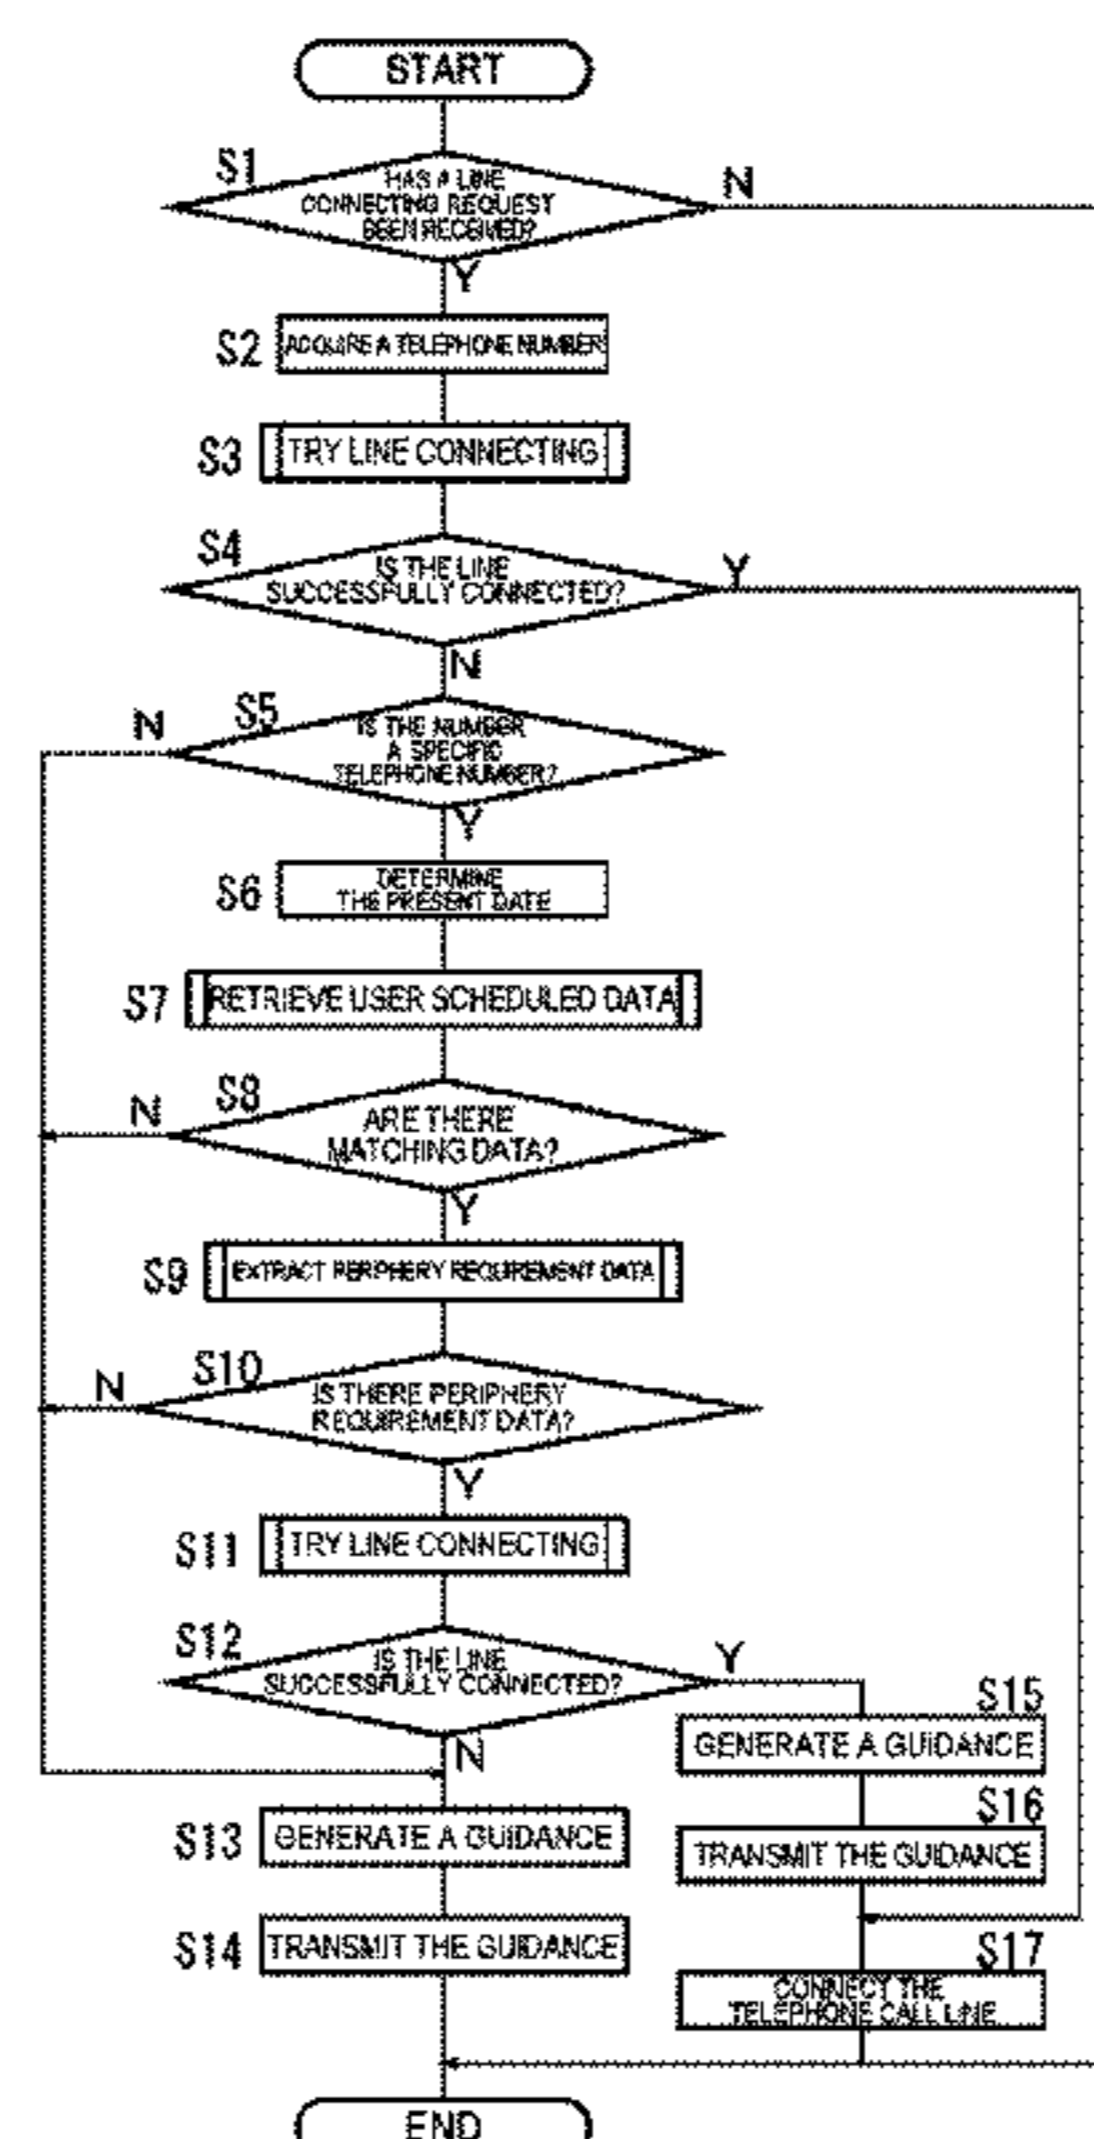 START
S1
HAS A LINE
CONNECTING REQUEST
BEEN RECEIVED?
N
Y
S2
ACQUIRE A TELEPHONE NUMBER
S3
TRY LINE CONNECTING
S4
IS THE LINE
SUCCESSFULLY CONNECTED?
Y
N
S5
IS THE NUMBER
A SPECIFIC
TELEPHONE NUMBER?
N
Y
S6
DETERMINE
THE PRESENT DATE
S7
RETRIEVE USER SCHEDULED DATA
S8
ARE THERE
MATCHING DATA?
N
Y
S9
EXTRACT PERIPHERY REQUIREMENT DATA
S10
IS THERE PERIPHERY
REQUIREMENT DATA?
N
Y
S11
TRY LINE CONNECTING
S12
IS THE LINE
SUCCESSFULLY CONNECTED?
Y
N
S15
GENERATE A GUIDANCE
S16
TRANSMIT THE GUIDANCE
S13
GENERATE A GUIDANCE
S14
TRANSMIT THE GUIDANCE
S17
CONNECT THE
TELEPHONE CALL LINE
END